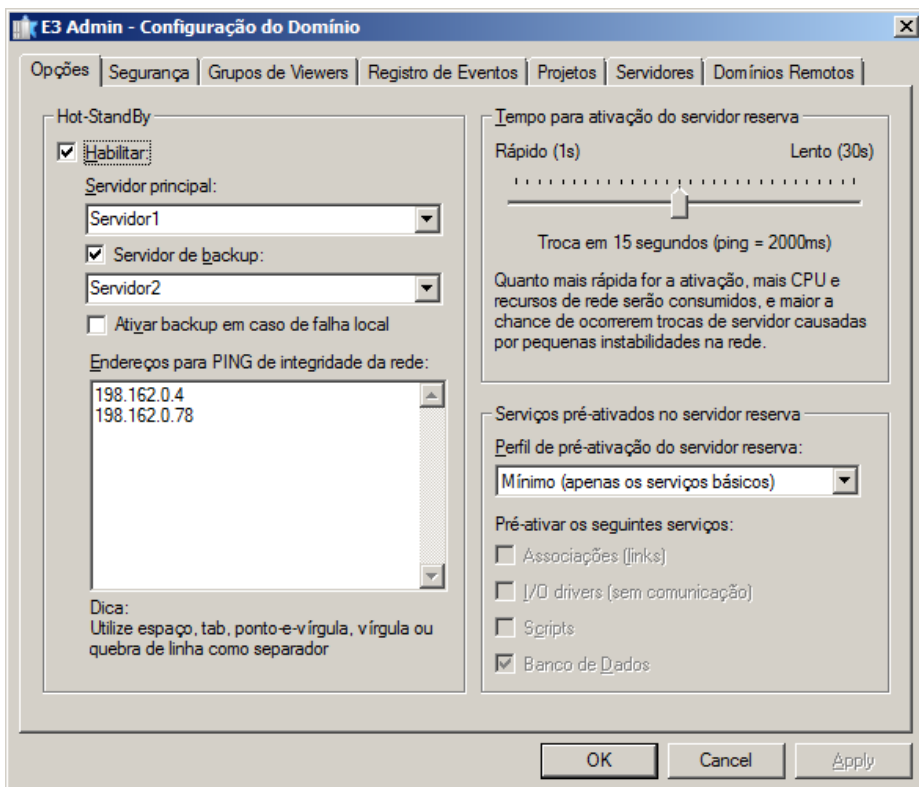 E3 Admin - Configuração do Domínio
Opções
Segurança
Grupos de Viewers
Registro de Eventos
Projetos
Servidores
Domínios Remotos
Hot-StandBy
Habilitar:
Servidor principal:
Servidor1
Servidor de backup:
Servidor2
Ativar backup em caso de falha local
Endereços para PING de integridade da rede:
198.162.0.4
198.162.0.78
Dica:
Utilize espaço, tab, ponto-e-vírgula, vírgula ou
quebra de linha como separador
Tempo para ativação do servidor reserva
Rápido (1s)
Lento (30s)
Troca em 15 segundos (ping = 2000ms)
Quanto mais rápida for a ativação, mais CPU e
recursos de rede serão consumidos, e maior a
chance de ocorrerem trocas de servidor causadas
por pequenas instabilidades na rede.
Serviços pré-ativados no servidor reserva
Perfil de pré-ativação do servidor reserva:
Mínimo (apenas os serviços básicos)
Pré-ativar os seguintes serviços:
Associações (links)
I/O drivers (sem comunicação)
Scripts
Banco de Dados
OK
Cancel
Apply